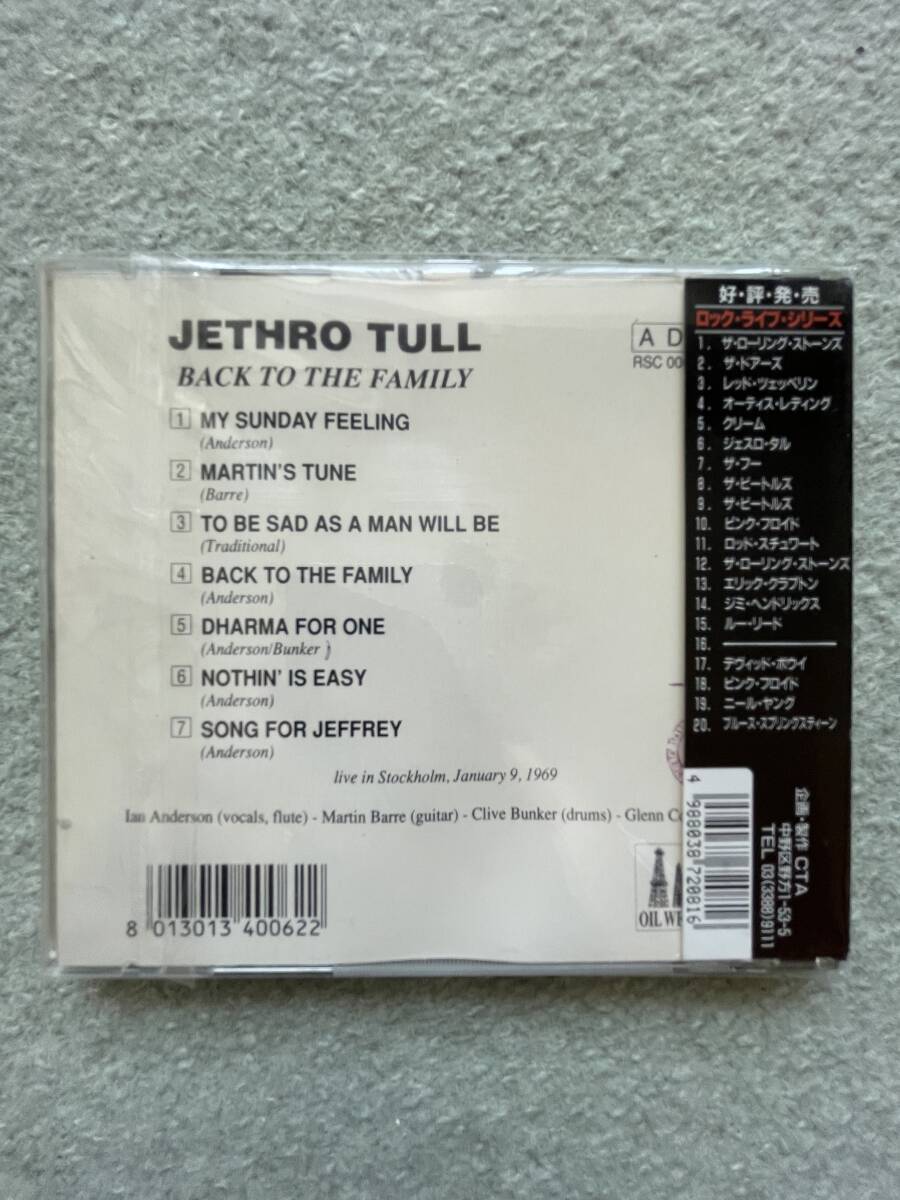 JETHRO TULL
BACK TO THE FAMILY
1 MY SUNDAY FEELING
(Anderson)
2 MARTIN'S TUNE
(Barre)
3 TO BE SAD AS A MAN WILL BE
(Traditional)
4 BACK TO THE FAMILY
(Anderson)
5 DHARMA FOR ONE
(Anderson/Bunker )
6 NOTHIN' IS EASY
(Anderson)
7 SONG FOR JEFFREY
(Anderson)
live in Stockholm, January 9, 1969
Ian Anderson (vocals, flute) - Martin Barre (guitar) - Clive Bunker (drums) - Glenn
8 013013 400622
A D
RSC
OIL
好・評・発・売
ロック・ライブ・シリーズ
1. ザ・ローリング・ストーンズ
2. ザ・ドアーズ
3. レッド・ツェッペリン
4. オーティス・レディング
5. クリーム
6. ジェスロ・タル
7. ザ・フー
8. ザ・ビートルズ
9. ザ・ビートルズ
10. ピンク・フロイド
11. ロッド・スチュワート
12. ザ・ローリング・ストーンズ
13. エリック・クラプトン
14. ジミ・ヘンドリックス
15. ルー・リード
16.
17. デヴィッド・ボウイ
18. ピンク・フロイド
19. ニール・ヤング
20. ブルース・スプリングスティーン
企画・製作 CTA
中野区野方1-53-5
TEL 03(3388)9111
4 988038 720816